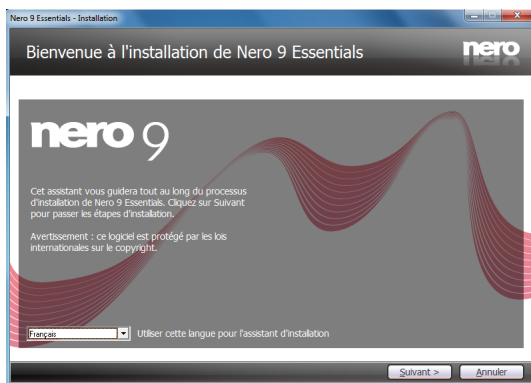 Nero 9 Essentials - Installation
Bienvenue à l'installation de Nero 9 Essentials
nero
nero 9
Cet assistant vous guidera tout au long du processus
d'installation de Nero 9 Essentials. Cliquez sur Suivant
pour passer les étapes d'installation.
Avertissement : ce logiciel est protégé par les lois
internationales sur le copyright.
Français
Utiliser cette langue pour l'assistant d'installation
Suivant >
Annuler